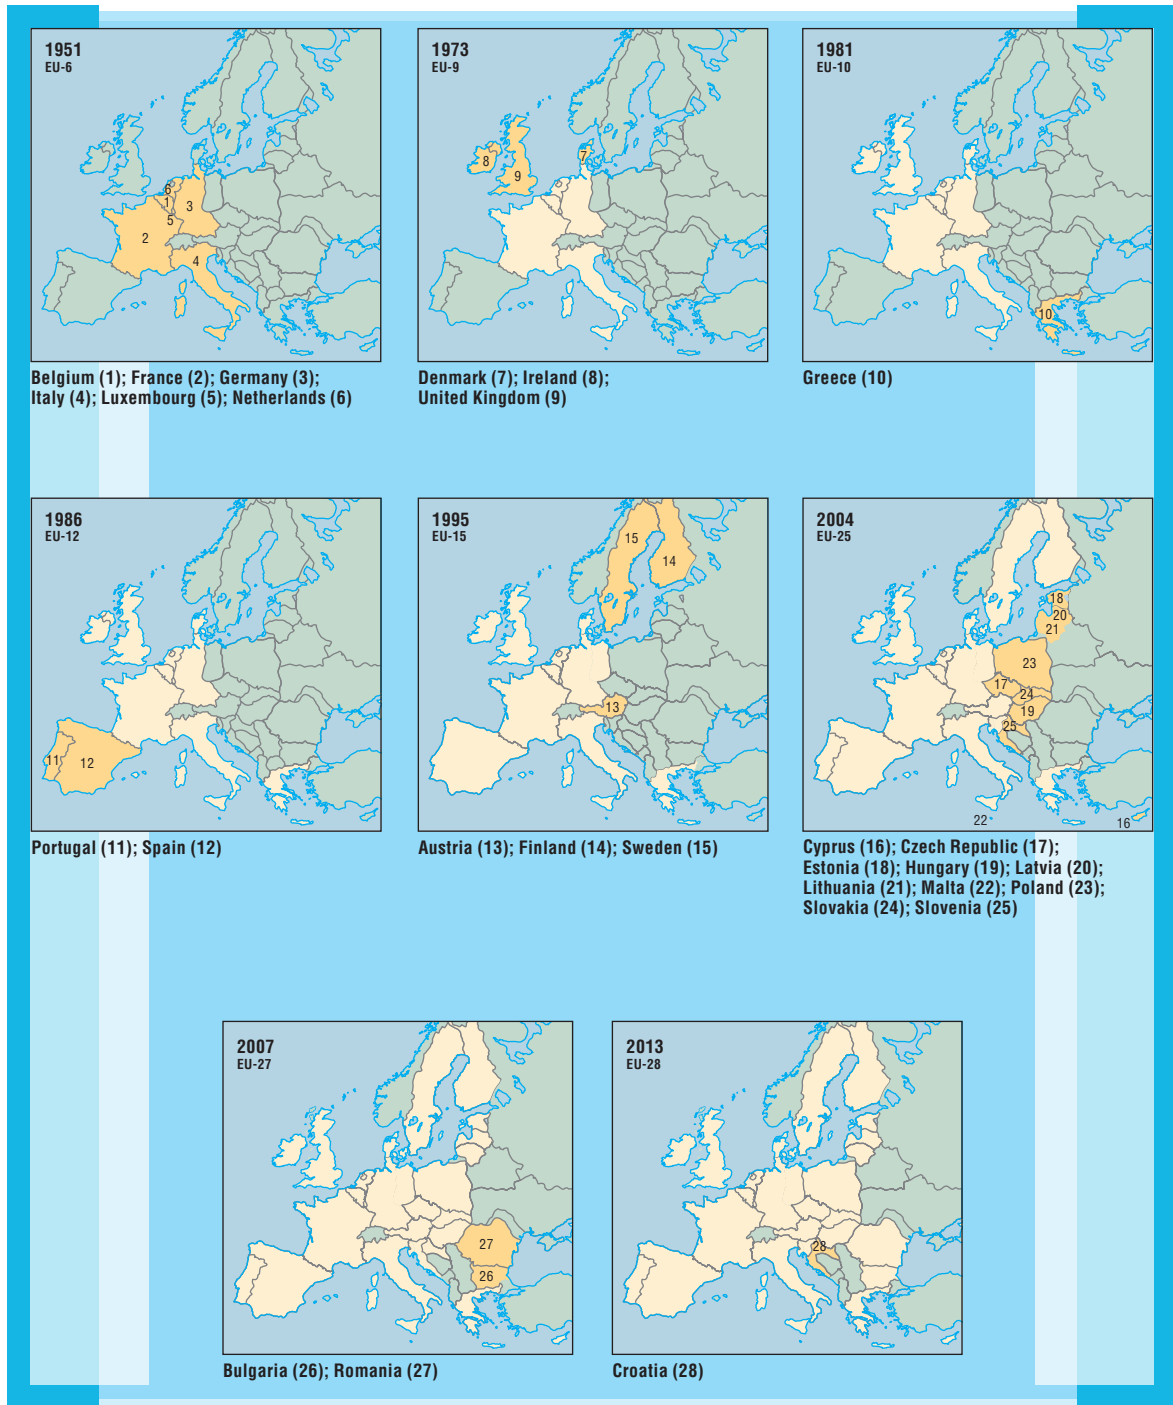 1951
EU-6
6
1
3
5
2
4
Belgium (1); France (2); Germany (3);
Italy (4); Luxembourg (5); Netherlands (6)
1973
EU-9
7
8
9
Denmark (7); Ireland (8);
United Kingdom (9)
1981
EU-10
10
Greece (10)
1986
EU-12
11
12
Portugal (11); Spain (12)
1995
EU-15
15
14
13
Austria (13); Finland (14); Sweden (15)
2004
EU-25
18
20
21
23
17
24
19
25
22
16
Cyprus (16); Czech Republic (17);
Estonia (18); Hungary (19); Latvia (20);
Lithuania (21); Malta (22); Poland (23);
Slovakia (24); Slovenia (25)
2007
EU-27
27
26
Bulgaria (26); Romania (27)
2013
EU-28
28
Croatia (28)